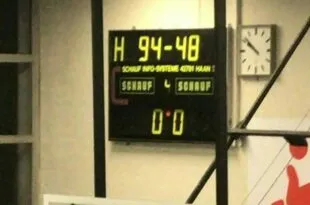 H 94-48
SCHAUF INFO-SYSTEME 42781 HAAN
SCHAUF 4 SCHAUF
0:0